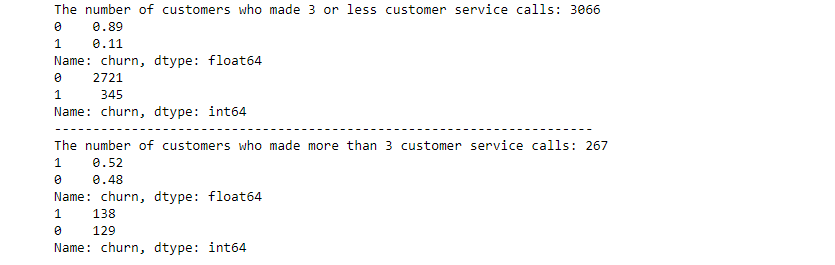 The number of customers who made 3 or less customer service calls: 3066
0    0.89
1    0.11
Name: churn, dtype: float64
0    2721
1     345
Name: churn, dtype: int64
----------------------------------------------------------------------
The number of customers who made more than 3 customer service calls: 267
1    0.52
0    0.48
Name: churn, dtype: float64
1    138
0    129
Name: churn, dtype: int64